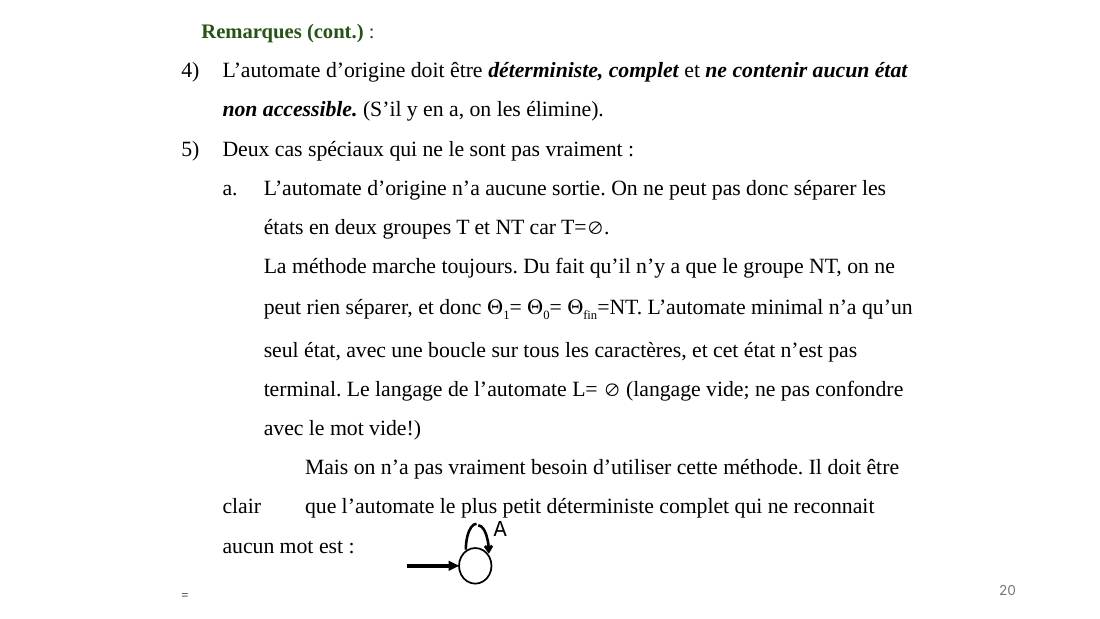 Remarques (cont.) :
4) L’automate d’origine doit être déterministe, complet et ne contenir aucun état
non accessible. (S’il y en a, on les élimine).
5) Deux cas spéciaux qui ne le sont pas vraiment :
a. L’automate d’origine n’a aucune sortie. On ne peut pas donc séparer les
états en deux groupes T et NT car T=∅.
La méthode marche toujours. Du fait qu’il n’y a que le groupe NT, on ne
peut rien séparer, et donc Θ₁= Θ₀= Θfin=NT. L’automate minimal n’a qu’un
seul état, avec une boucle sur tous les caractères, et cet état n’est pas
terminal. Le langage de l’automate L= ∅ (langage vide; ne pas confondre
avec le mot vide!)
Mais on n’a pas vraiment besoin d’utiliser cette méthode. Il doit être
clair que l’automate le plus petit déterministe complet qui ne reconnait
aucun mot est :
A
=
20